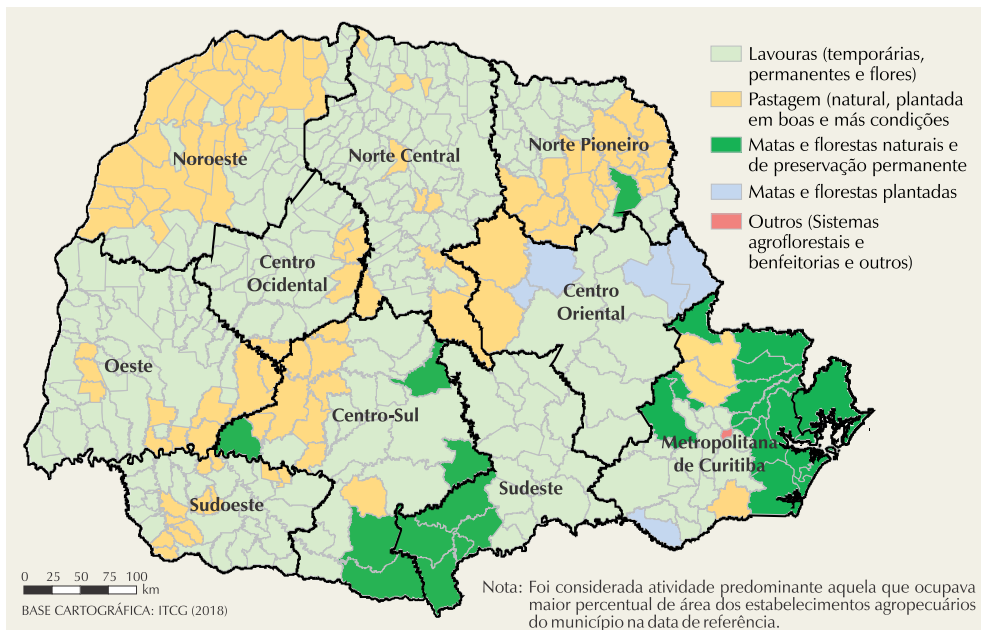 Lavouras (temporárias,
permanentes e flores)
Pastagem (natural, plantada
em boas e más condições
Matas e florestas naturais e
de preservação permanente
Matas e florestas plantadas
Outros (Sistemas
agroflorestais e
benfeitorias e outros)
Noroeste
Norte Central
Norte Pioneiro
Centro
Ocidental
Centro
Oriental
Oeste
Centro-Sul
Metropolitana
de Curitiba
Sudeste
Sudoeste
0 25 50 75 100
km
BASE CARTOGRÁFICA: ITCG (2018)
Nota: Foi considerada atividade predominante aquela que ocupava
maior percentual de área dos estabelecimentos agropecuários
do município na data de referência.